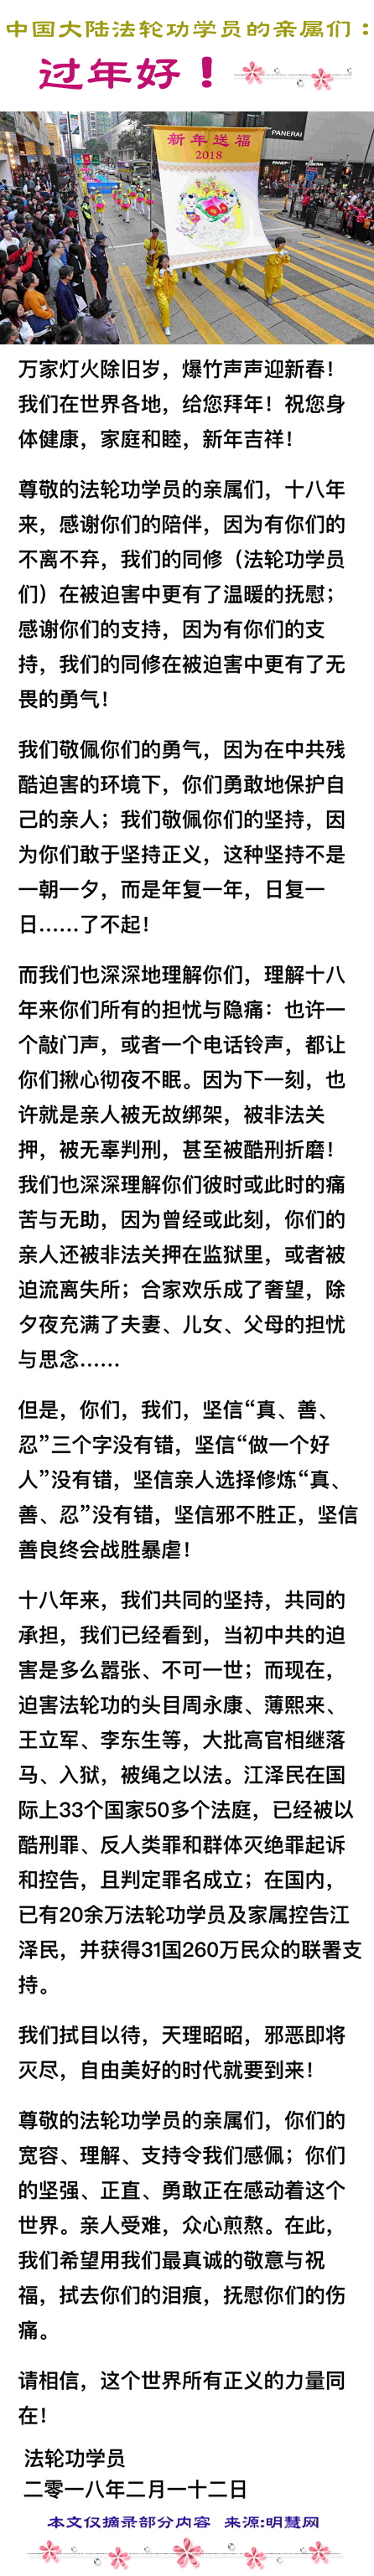 中国大陆法轮功学员的亲属们：
过年好！
新年送福
2018
PANERAI
PANERAI
万家灯火除旧岁，爆竹声声迎新春！
我们在世界各地，给您拜年！祝您身
体健康，家庭和睦，新年吉祥！
尊敬的法轮功学员的亲属们，十八年
来，感谢你们的陪伴，因为有你们的
不离不弃，我们的同修（法轮功学员
们）在被迫害中更有了温暖的抚慰；
感谢你们的支持，因为有你们的支
持，我们的同修在被迫害中更有了无
畏的勇气！
我们敬佩你们的勇气，因为在中共残
酷迫害的环境下，你们勇敢地保护自
己的亲人；我们敬佩你们的坚持，因
为你们敢于坚持正义，这种坚持不是
一朝一夕，而是年复一年，日复一
日……了不起！
而我们也深深地理解你们，理解十八
年来你们所有的担忧与隐痛：也许一
个敲门声，或者一个电话铃声，都让
你们揪心彻夜不眠。因为下一刻，也
许就是亲人被无故绑架，被非法关
押，被无辜判刑，甚至被酷刑折磨！
我们也深深理解你们彼时或此时的痛
苦与无助，因为曾经或此刻，你们的
亲人还被非法关押在监狱里，或者被
迫流离失所；合家欢乐成了奢望，除
夕夜充满了夫妻、儿女、父母的担忧
与思念……
但是，你们，我们，坚信“真、善、
忍”三个字没有错，坚信“做一个好
人”没有错，坚信亲人选择修炼“真、
善、忍”没有错，坚信邪不胜正，坚信
善良终会战胜暴虐！
十八年来，我们共同的坚持，共同的
承担，我们已经看到，当初中共的迫
害是多么嚣张、不可一世；而现在，
迫害法轮功的头目周永康、薄熙来、
王立军、李东生等，大批高官相继落
马、入狱，被绳之以法。江泽民在国
际上33个国家50多个法庭，已经被以
酷刑罪、反人类罪和群体灭绝罪起诉
和控告，且判定罪名成立；在国内，
已有20余万法轮功学员及家属控告江
泽民，并获得31国260万民众的联署支
持。
我们拭目以待，天理昭昭，邪恶即将
灭尽，自由美好的时代就要到来！
尊敬的法轮功学员的亲属们，你们的
宽容、理解、支持令我们感佩；你们
的坚强、正直、勇敢正在感动着这个
世界。亲人受难，众心煎熬。在此，
我们希望用我们最真诚的敬意与祝
福，拭去你们的泪痕，抚慰你们的伤
痛。
请相信，这个世界所有正义的力量同
在！
法轮功学员
二零一八年二月一十二日
本文仅摘录部分内容 来源:明慧网